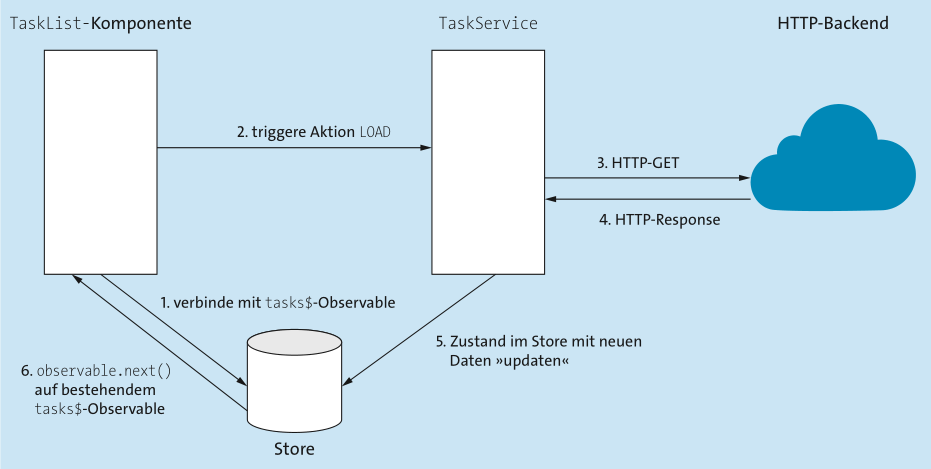 TaskList-Komponente
TaskService
HTTP-Backend
2. triggere Aktion LOAD
3. HTTP-GET
4. HTTP-Response
1. verbinde mit tasks$-Observable
5. Zustand im Store mit neuen
Daten »updaten«
6. observable.next()
auf bestehendem
tasks$-Observable
Store